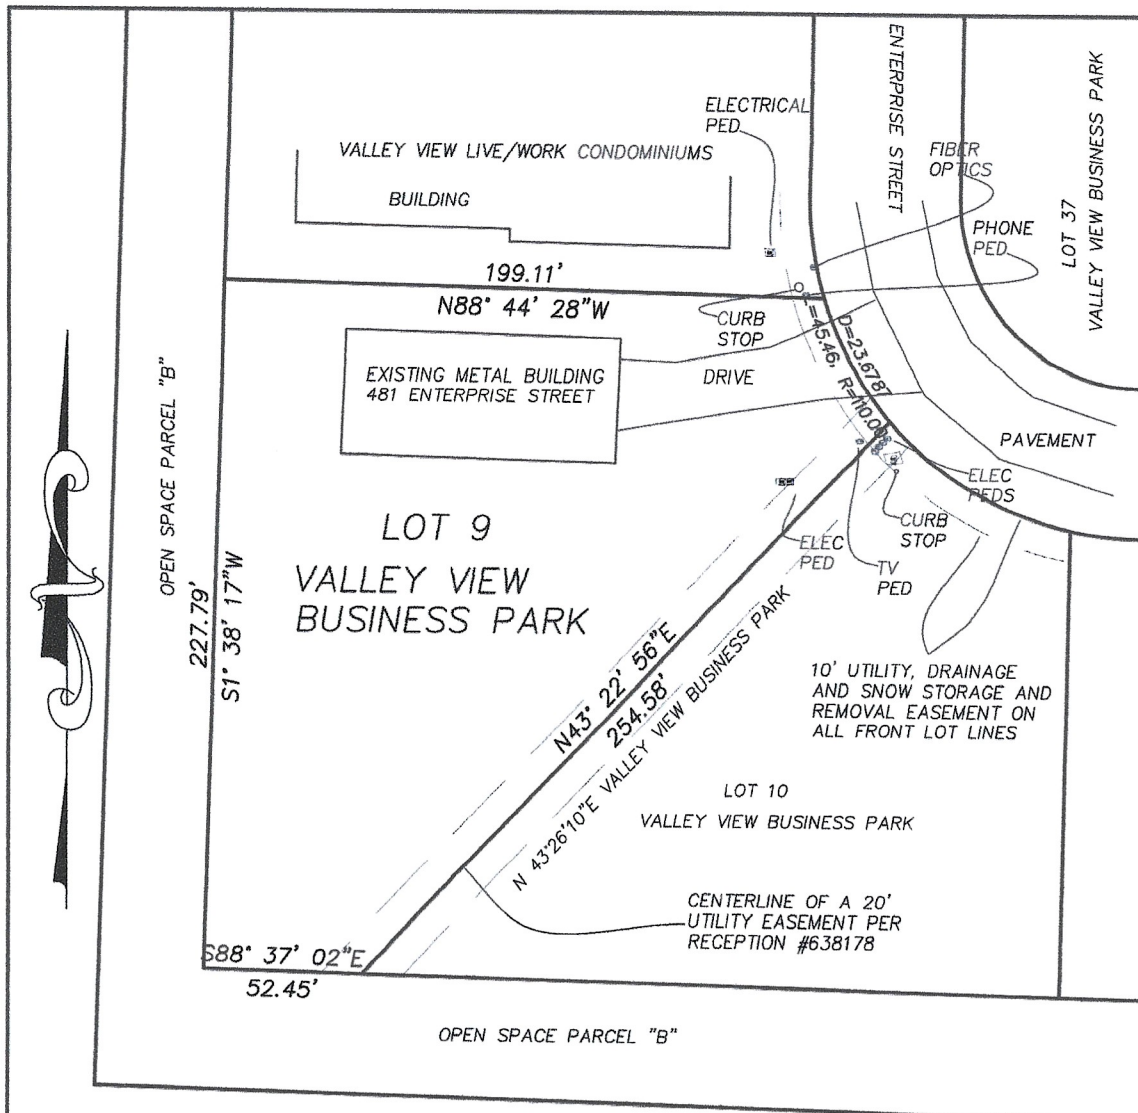 ENTERPRISE STREET
LOT 37
VALLEY VIEW BUSINESS PARK
ELECTRICAL
PED
VALLEY VIEW LIVE/WORK CONDOMINIUMS
BUILDING
FIBER
OPTICS
PHONE
PED
199.11'
N88° 44' 28"W
CURB
STOP
L=45.46, R=110.00
D=23.6787
EXISTING METAL BUILDING
481 ENTERPRISE STREET
DRIVE
PAVEMENT
OPEN SPACE PARCEL "B"
227.79'
S1° 38' 17"W
LOT 9
VALLEY VIEW
BUSINESS PARK
ELEC
PEDS
CURB
STOP
ELEC
PED
TV
PED
N43° 22' 56"E
254.58'
N 43°26'10"E VALLEY VIEW BUSINESS PARK
10' UTILITY, DRAINAGE
AND SNOW STORAGE AND
REMOVAL EASEMENT ON
ALL FRONT LOT LINES
LOT 10
VALLEY VIEW BUSINESS PARK
CENTERLINE OF A 20'
UTILITY EASEMENT PER
RECEPTION #638178
S88° 37' 02"E
52.45'
OPEN SPACE PARCEL "B"